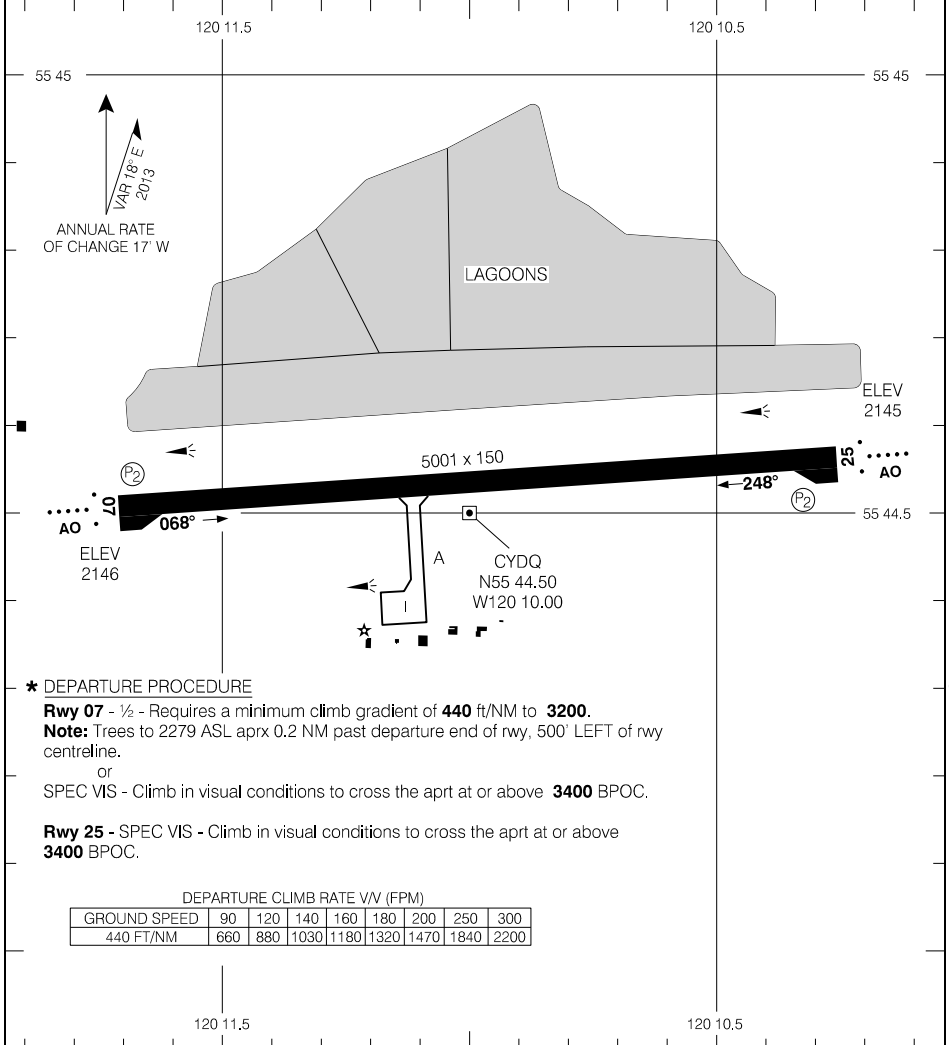 120 11.5 120 10.5
55 45 55 45
VAR 18° E
2013
ANNUAL RATE
OF CHANGE 17' W
LAGOONS
ELEV
2145
5001 x 150
P2
25
AO
07
AO
068°
248°
P2
55 44.5
ELEV
2146
A
CYDQ
N55 44.50
W120 10.00
I
* DEPARTURE PROCEDURE
Rwy 07 - ½ - Requires a minimum climb gradient of 440 ft/NM to 3200.
Note: Trees to 2279 ASL aprx 0.2 NM past departure end of rwy, 500' LEFT of rwy
centreline.
or
SPEC VIS - Climb in visual conditions to cross the aprt at or above 3400 BPOC.
Rwy 25 - SPEC VIS - Climb in visual conditions to cross the aprt at or above
3400 BPOC.
DEPARTURE CLIMB RATE V/V (FPM)
GROUND SPEED 90 120 140 160 180 200 250 300
440 FT/NM 660 880 1030 1180 1320 1470 1840 2200
120 11.5 120 10.5